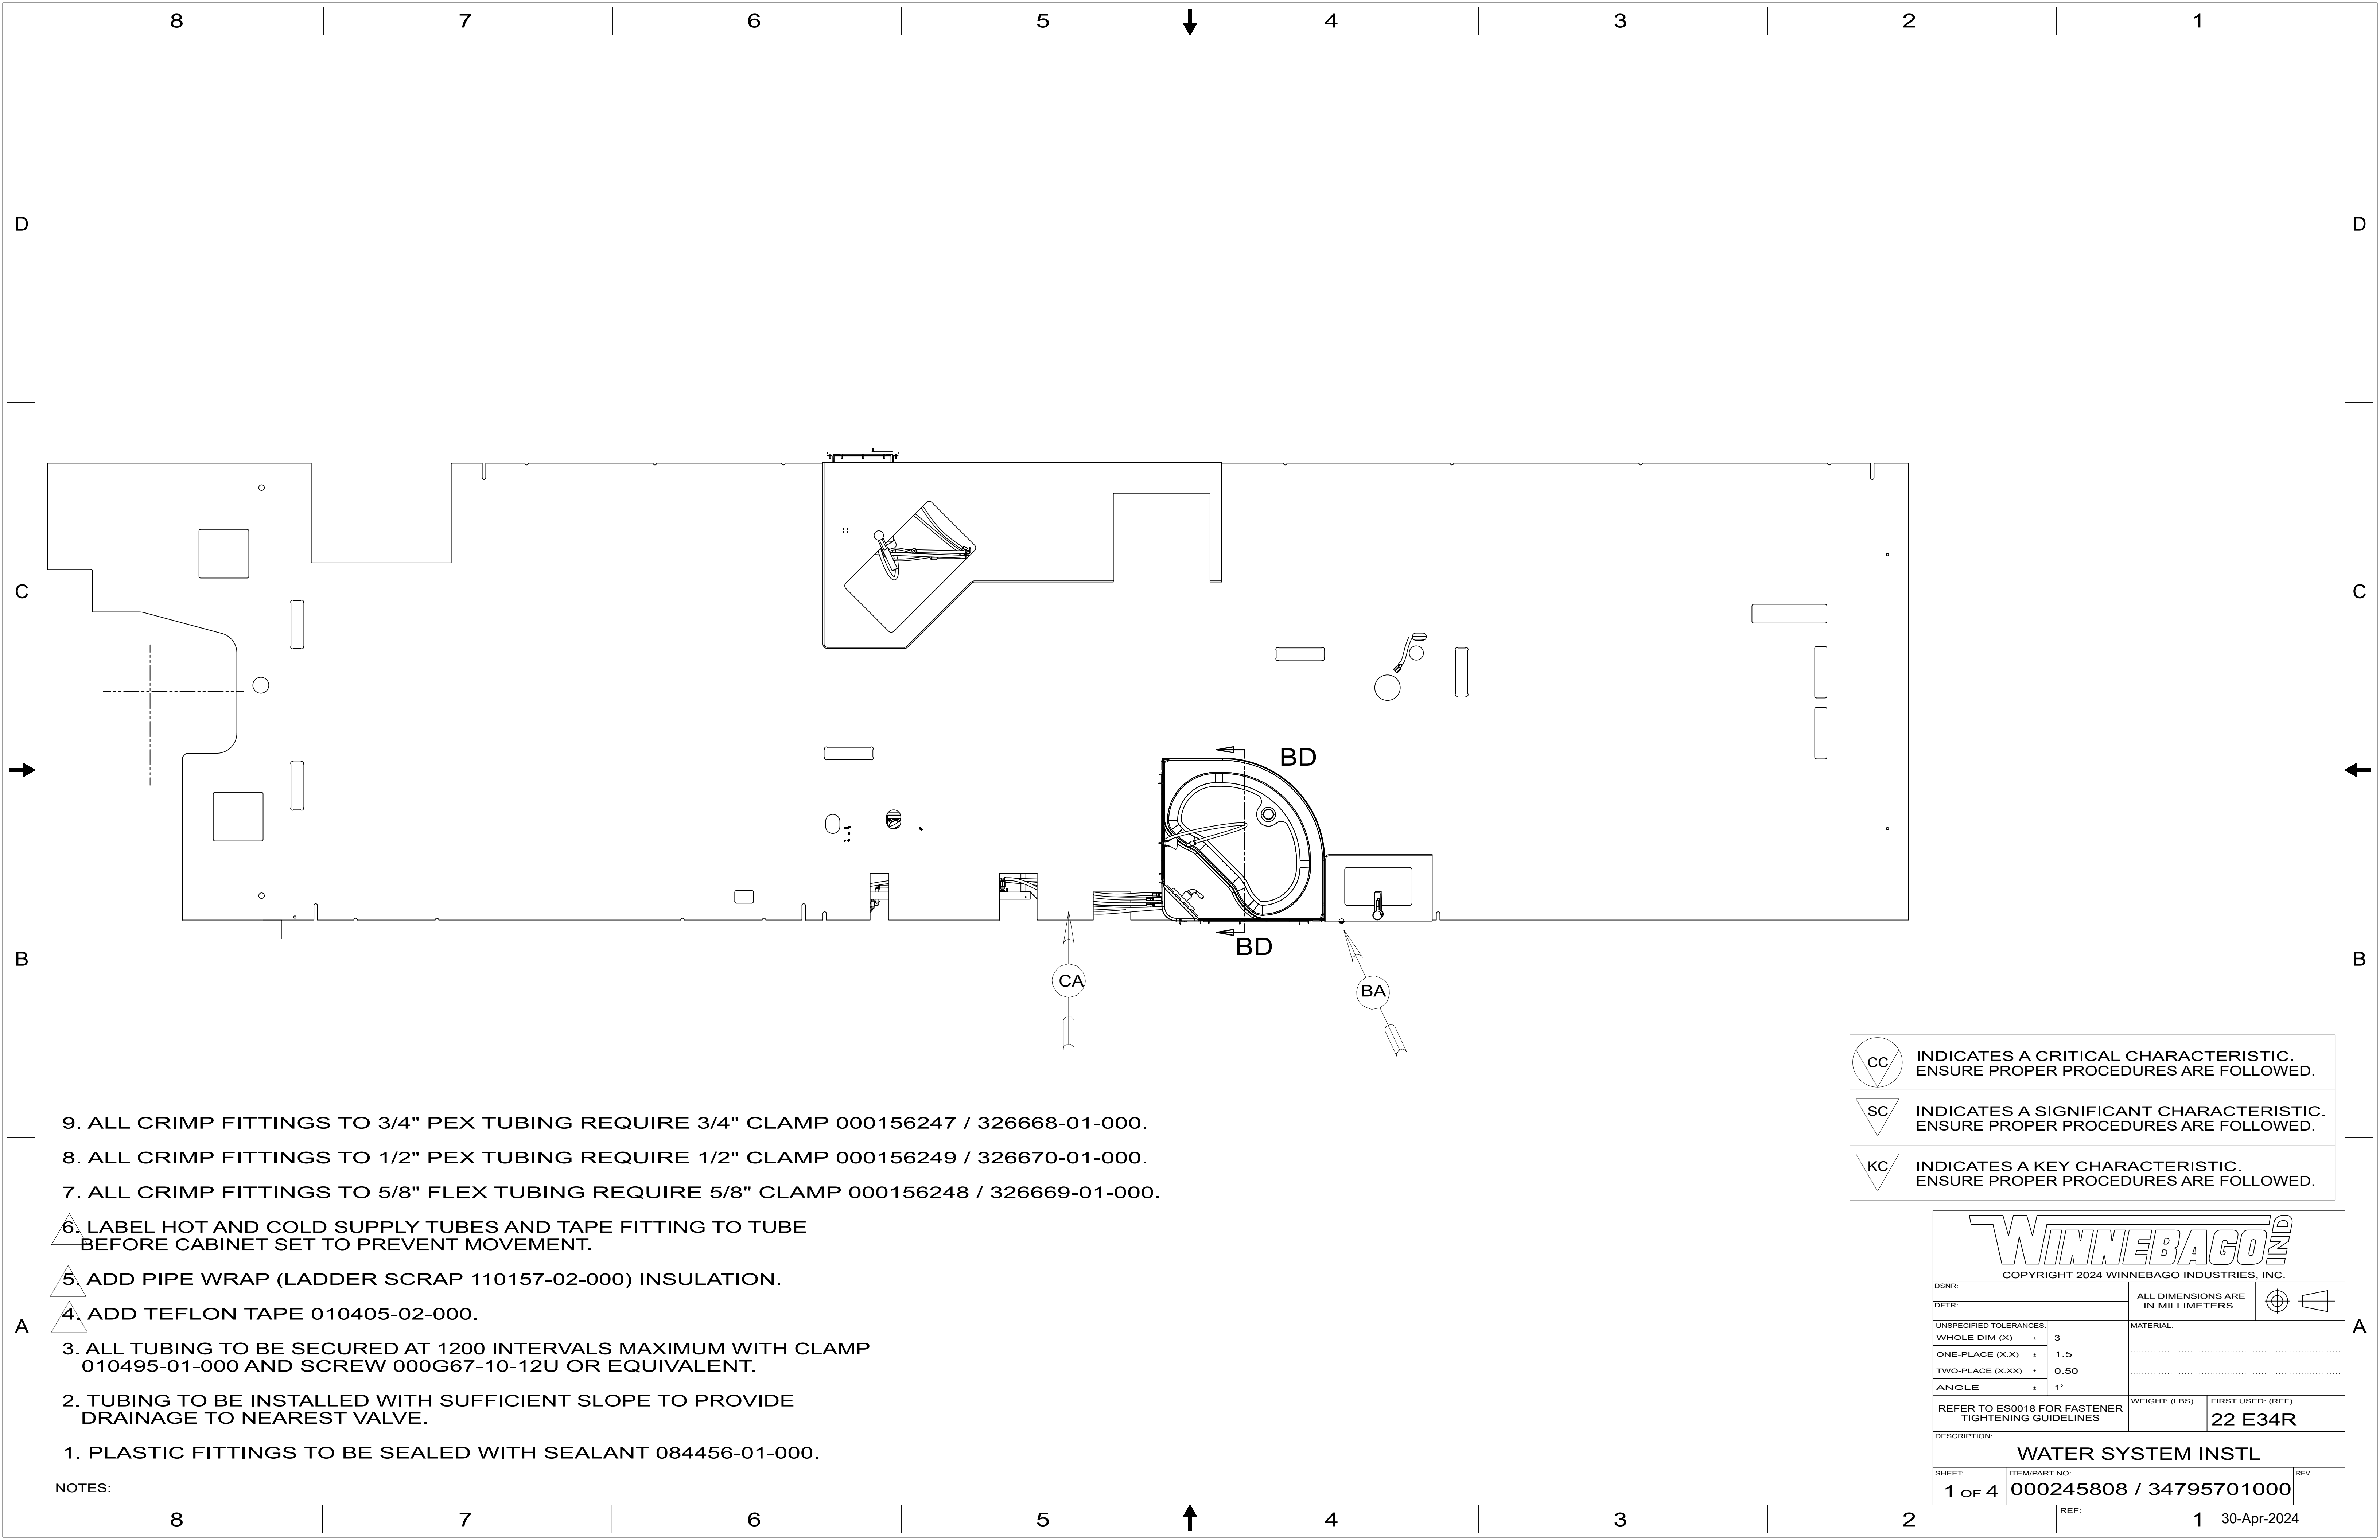 8 7 6 5 4 3 2 1
D D
C C
BD
BD
B B
CA
BA
CC INDICATES A CRITICAL CHARACTERISTIC.
ENSURE PROPER PROCEDURES ARE FOLLOWED.
SC INDICATES A SIGNIFICANT CHARACTERISTIC.
ENSURE PROPER PROCEDURES ARE FOLLOWED.
KC INDICATES A KEY CHARACTERISTIC.
ENSURE PROPER PROCEDURES ARE FOLLOWED.
9. ALL CRIMP FITTINGS TO 3/4" PEX TUBING REQUIRE 3/4" CLAMP 000156247 / 326668-01-000.
8. ALL CRIMP FITTINGS TO 1/2" PEX TUBING REQUIRE 1/2" CLAMP 000156249 / 326670-01-000.
7. ALL CRIMP FITTINGS TO 5/8" FLEX TUBING REQUIRE 5/8" CLAMP 000156248 / 326669-01-000.
6. LABEL HOT AND COLD SUPPLY TUBES AND TAPE FITTING TO TUBE
BEFORE CABINET SET TO PREVENT MOVEMENT.
5. ADD PIPE WRAP (LADDER SCRAP 110157-02-000) INSULATION.
4. ADD TEFLON TAPE 010405-02-000.
3. ALL TUBING TO BE SECURED AT 1200 INTERVALS MAXIMUM WITH CLAMP
010495-01-000 AND SCREW 000G67-10-12U OR EQUIVALENT.
2. TUBING TO BE INSTALLED WITH SUFFICIENT SLOPE TO PROVIDE
DRAINAGE TO NEAREST VALVE.
1. PLASTIC FITTINGS TO BE SEALED WITH SEALANT 084456-01-000.
NOTES:
A A
WINNEBAGO IND
COPYRIGHT 2024 WINNEBAGO INDUSTRIES, INC.
DSNR:
DFTR:
ALL DIMENSIONS ARE
IN MILLIMETERS
UNSPECIFIED TOLERANCES:
WHOLE DIM (X) ± 3
ONE-PLACE (X.X) ± 1.5
TWO-PLACE (X.XX) ± 0.50
ANGLE ± 1°
MATERIAL:
REFER TO ES0018 FOR FASTENER
TIGHTENING GUIDELINES
WEIGHT: (LBS)
FIRST USED: (REF)
22 E34R
DESCRIPTION:
WATER SYSTEM INSTL
SHEET:
1 OF 4
ITEM/PART NO:
000245808 / 34795701000
REV
REF:
30-Apr-2024
8 7 6 5 4 3 2 1